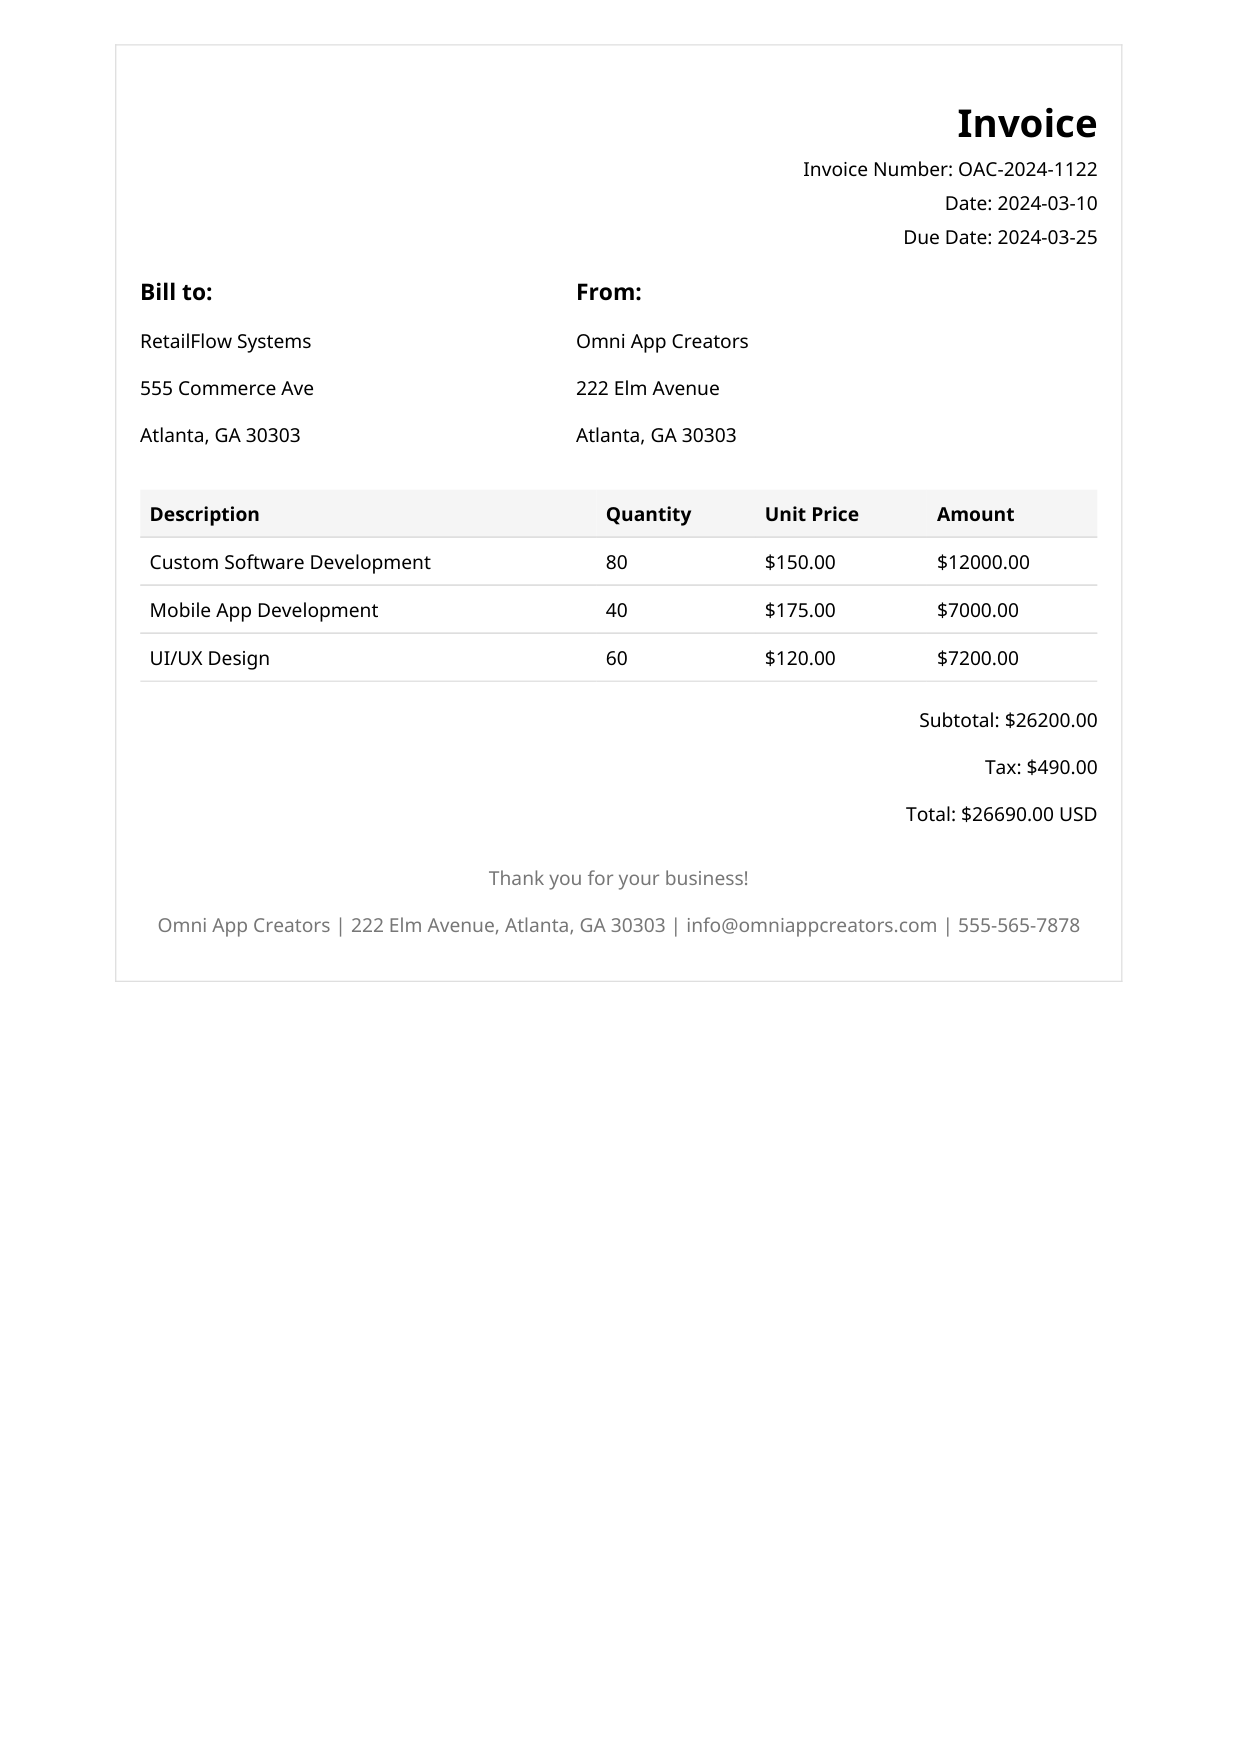 Invoice
Invoice Number: OAC-2024-1122
Date: 2024-03-10
Due Date: 2024-03-25
Bill to:
RetailFlow Systems
555 Commerce Ave
Atlanta, GA 30303
From:
Omni App Creators
222 Elm Avenue
Atlanta, GA 30303
Description Quantity Unit Price Amount
Custom Software Development 80 $150.00 $12000.00
Mobile App Development 40 $175.00 $7000.00
UI/UX Design 60 $120.00 $7200.00
Subtotal: $26200.00
Tax: $490.00
Total: $26690.00 USD
Thank you for your business!
Omni App Creators | 222 Elm Avenue, Atlanta, GA 30303 | info@omniappcreators.com | 555-565-7878